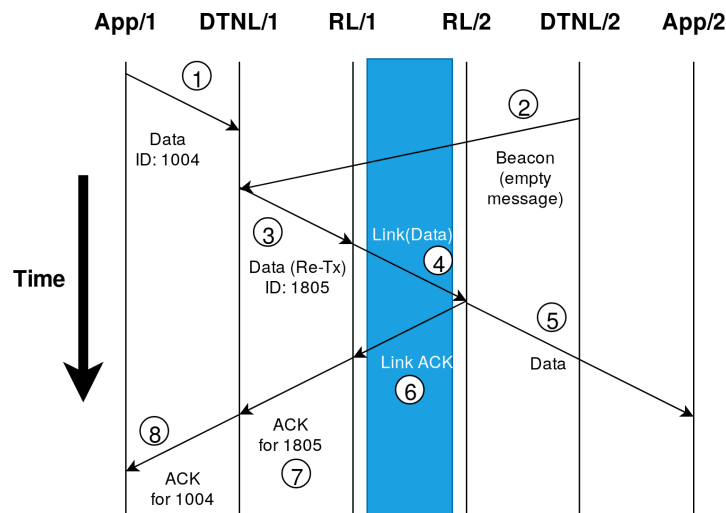 App/1 DTNL/1 RL/1 RL/2 DTNL/2 App/2
1
Data
ID: 1004
2
Beacon
(empty
message)
3
Data (Re-Tx)
ID: 1805
Link(Data)
4
Time
5
Data
Link ACK
6
ACK
for 1805
7
8
ACK
for 1004